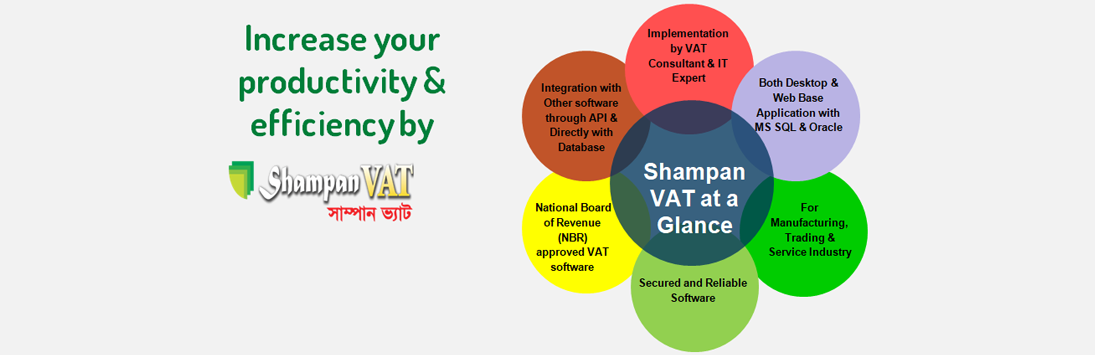 Increase your
productivity &
efficiency by
Shampan VAT
সাম্পান ভ্যাট
Implementation
by VAT
Consultant & IT
Expert
Both Desktop &
Web Base
Application with
MS SQL & Oracle
For
Manufacturing,
Trading &
Service Industry
Secured and Reliable
Software
National Board
of Revenue
(NBR)
approved VAT
software
Integration with
Other software
through API &
Directly with
Database
Shampan
VAT at a
Glance